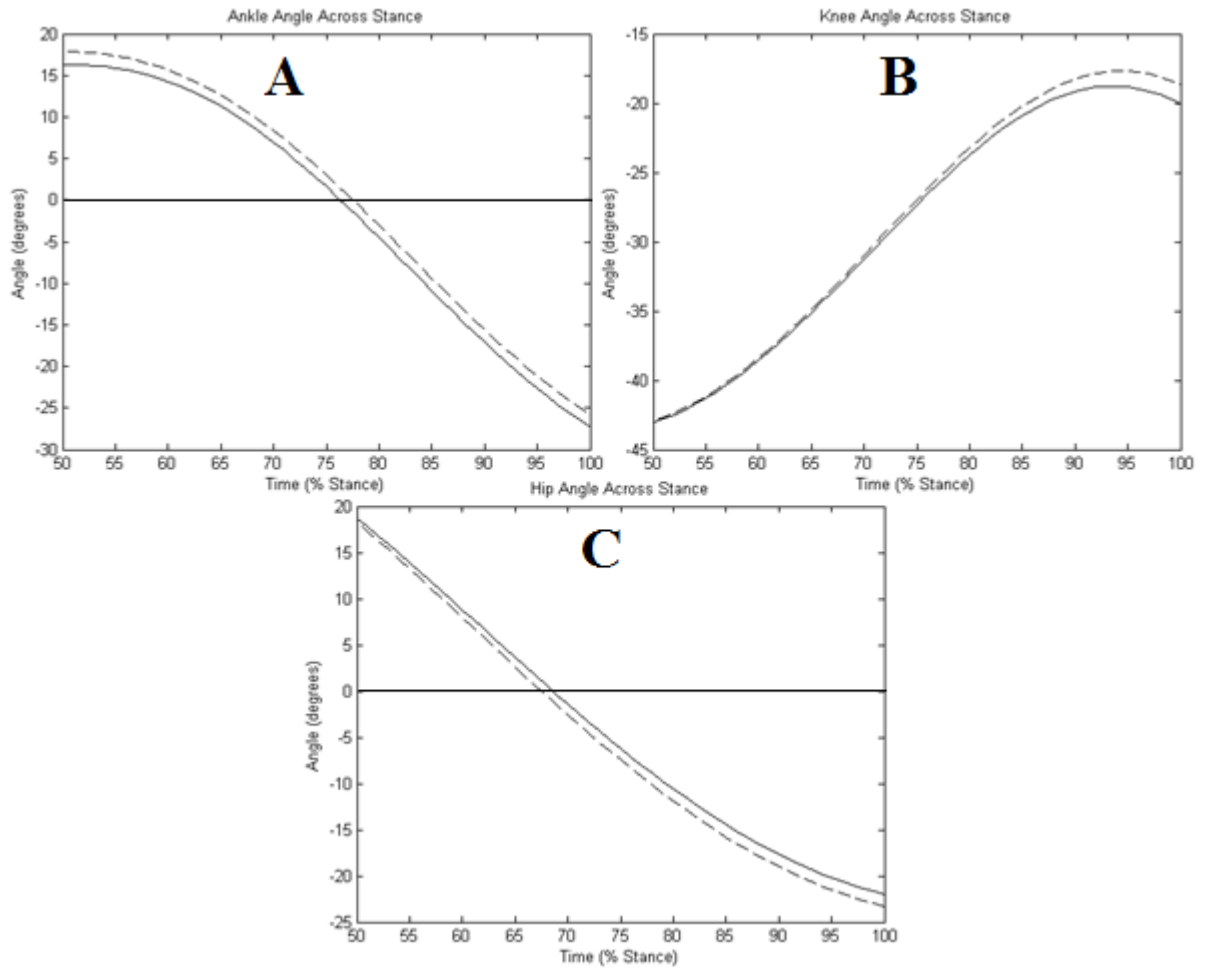 Ankle Angle Across Stance
A
Angle (degrees)
20
15
10
5
0
-5
-10
-15
-20
-25
-30
50 55 60 65 70 75 80 85 90 95 100
Time (% Stance)
Knee Angle Across Stance
B
Angle (degrees)
-15
-20
-25
-30
-35
-40
-45
50 55 60 65 70 75 80 85 90 95 100
Time (% Stance)
Hip Angle Across Stance
C
Angle (degrees)
20
15
10
5
0
-5
-10
-15
-20
-25
50 55 60 65 70 75 80 85 90 95 100
Time (% Stance)